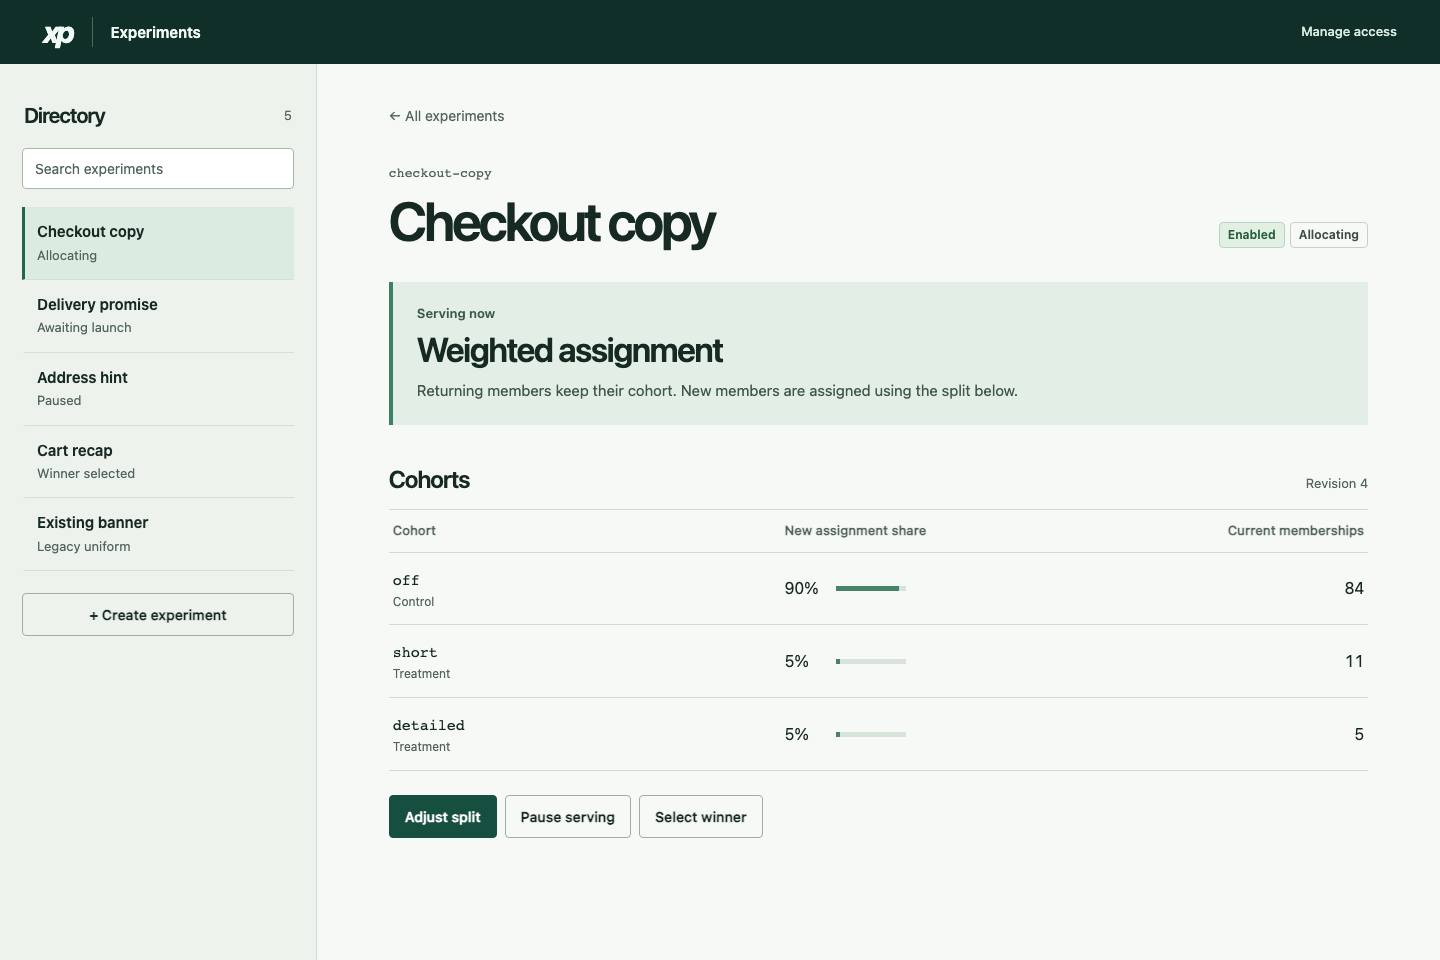 xp
Experiments
Manage access
Directory
5
Search experiments
Checkout copy
Allocating
Delivery promise
Awaiting launch
Address hint
Paused
Cart recap
Winner selected
Existing banner
Legacy uniform
+ Create experiment
← All experiments
checkout-copy
Checkout copy
Enabled
Allocating
Serving now
Weighted assignment
Returning members keep their cohort. New members are assigned using the split below.
Cohorts
Revision 4
Cohort New assignment share Current memberships
off
Control
90%
84
short
Treatment
5%
11
detailed
Treatment
5%
5
Adjust split
Pause serving
Select winner